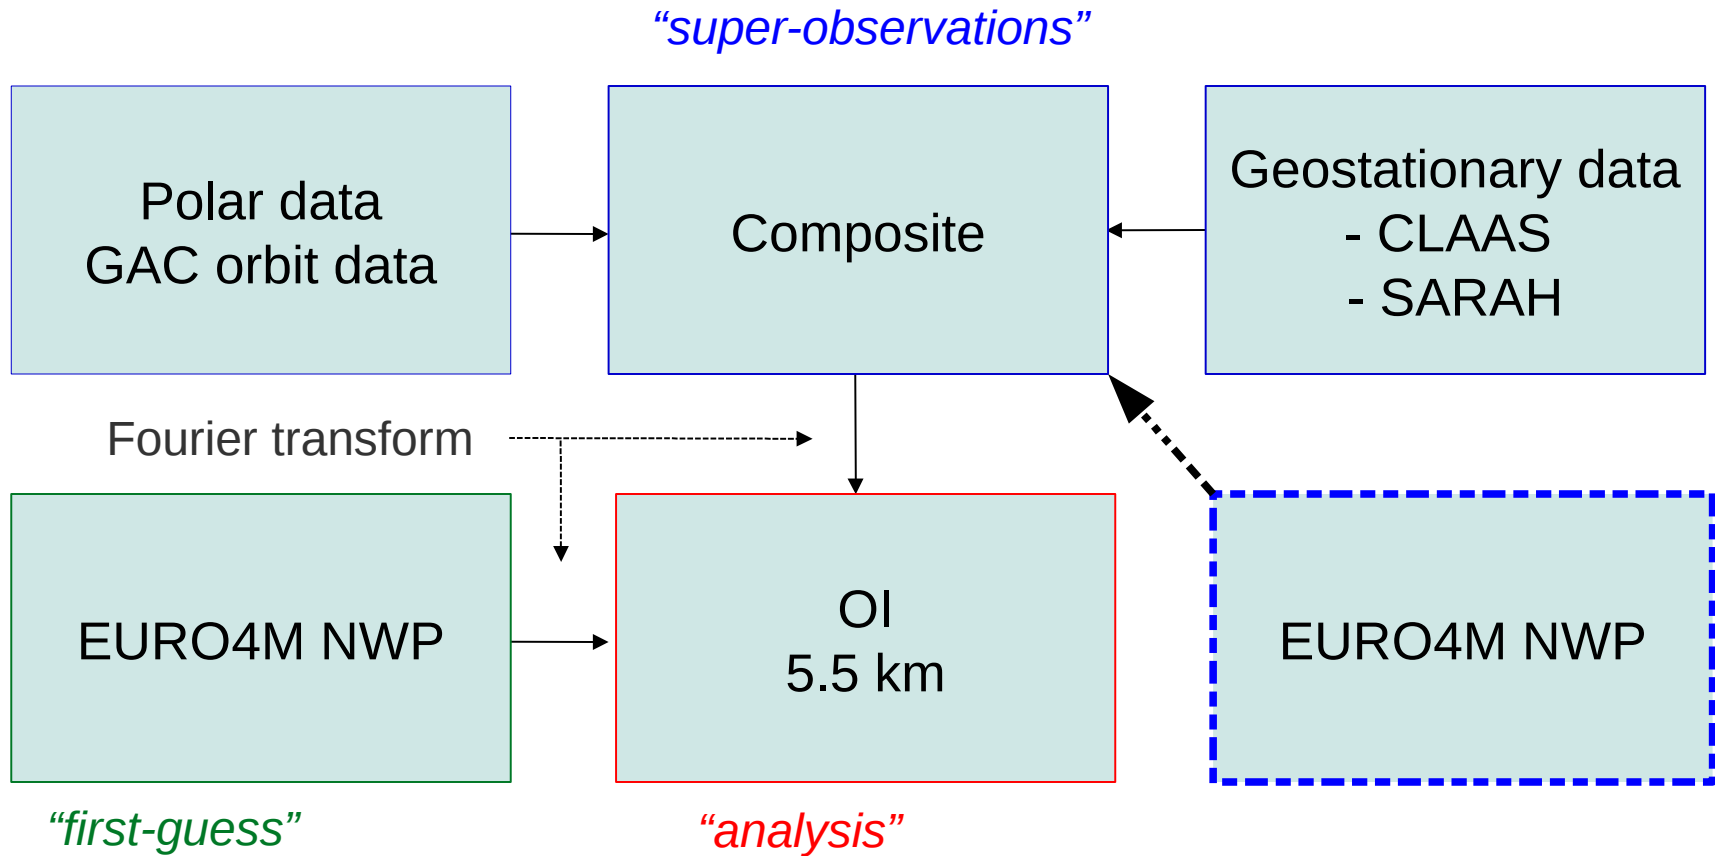 “super-observations”
Polar data
GAC orbit data
Composite
Geostationary data
- CLAAS
- SARAH
Fourier transform
EURO4M NWP
OI
5.5 km
EURO4M NWP
“first-guess”
“analysis”